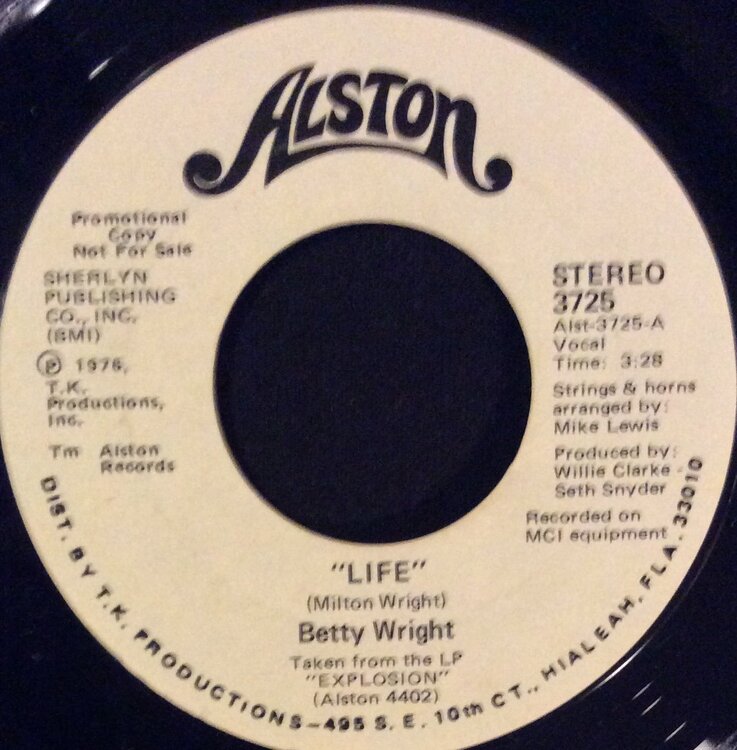 ALSTON
Promotional
Copy
Not For Sale
SHERLYN
PUBLISHING
CO., INC.
(BMI)
Ⓟ 1976,
T.K.
Productions,
Inc.
Tm Alston
Records
STEREO
3725
Alst-3725-A
Vocal
Time: 3:28
Strings & horns
arranged by:
Mike Lewis
Produced by:
Willie Clarke -
Seth Snyder
Recorded on
MCI equipment
"LIFE"
(Milton Wright)
Betty Wright
Taken from the LP
"EXPLOSION"
(Alston 4402)
DIST. BY T.K. PRODUCTIONS-495 S.E. 10th CT., HIALEAH, FLA. 33010